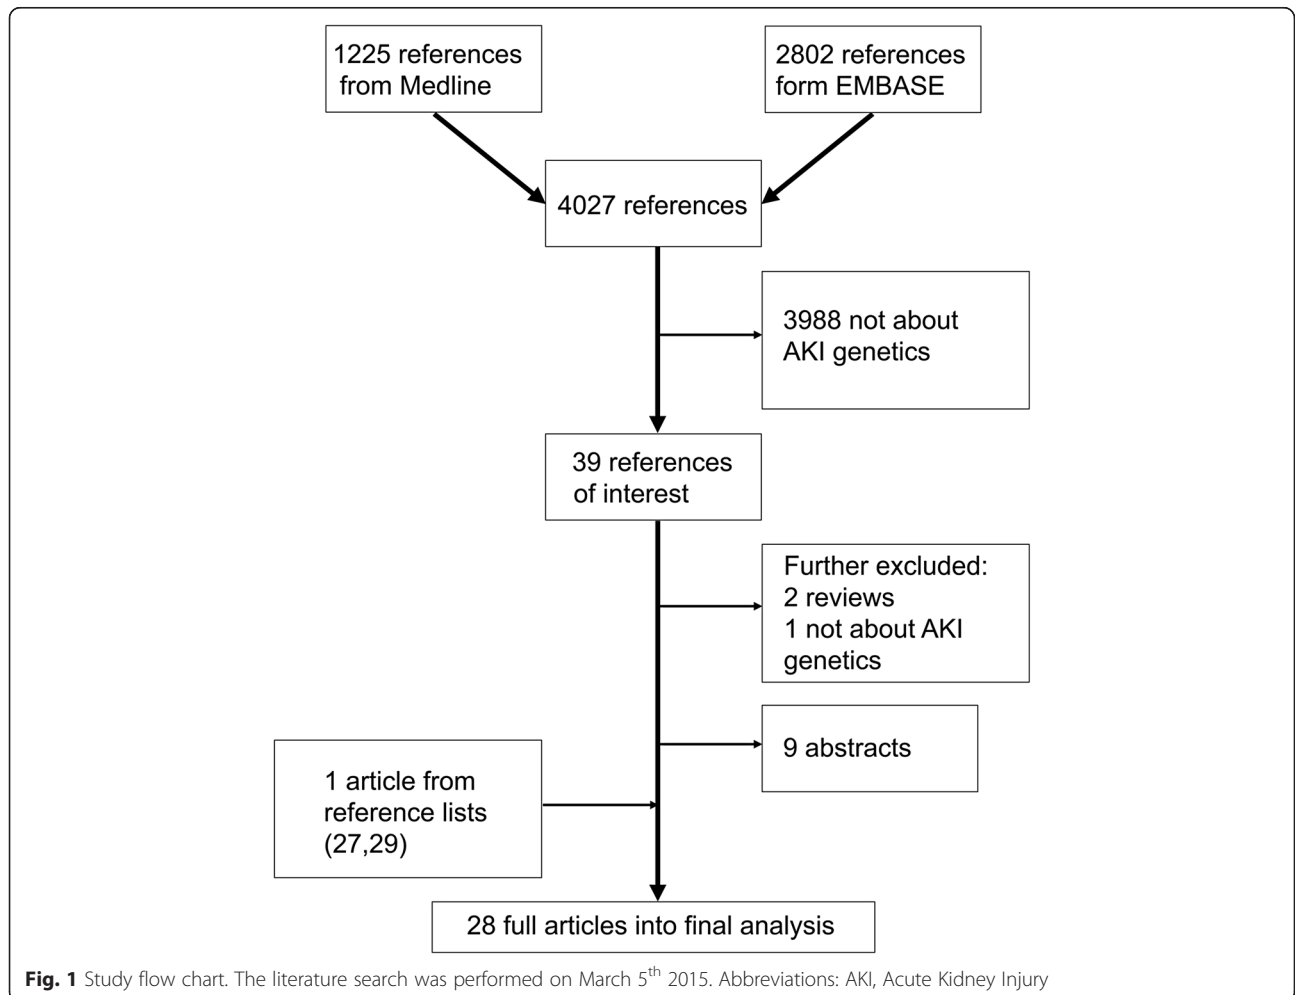 1225 references
from Medline
2802 references
form EMBASE
4027 references
3988 not about
AKI genetics
39 references
of interest
Further excluded:
2 reviews
1 not about AKI
genetics
9 abstracts
1 article from
reference lists
(27,29)
28 full articles into final analysis
Fig. 1 Study flow chart. The literature search was performed on March 5th 2015. Abbreviations: AKI, Acute Kidney Injury